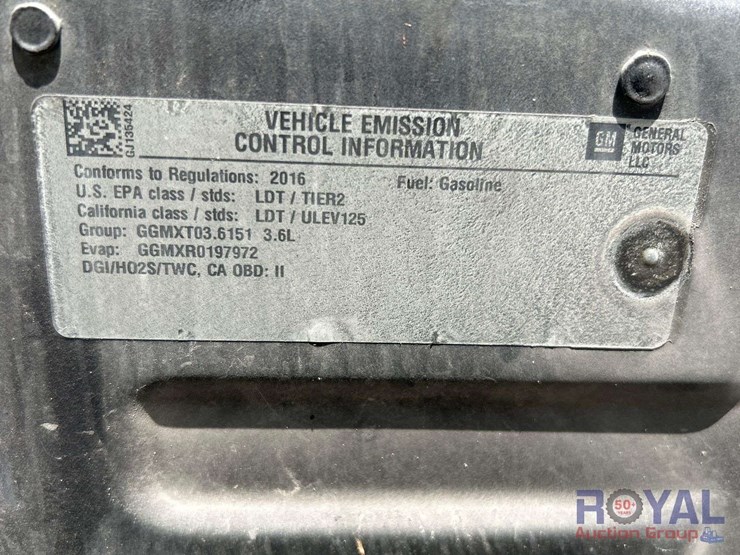 GJ135424
VEHICLE EMISSION
CONTROL INFORMATION
GM
GENERAL
MOTORS
LLC
Conforms to Regulations: 2016
Fuel: Gasoline
U.S. EPA class / stds: LDT / TIER2
California class / stds: LDT / ULEV125
Group: GGMXT03.6151 3.6L
Evap: GGMXR0197972
DGI/HO2S/TWC, CA OBD: II
ROYAL
50+
YEARS
Auction Group